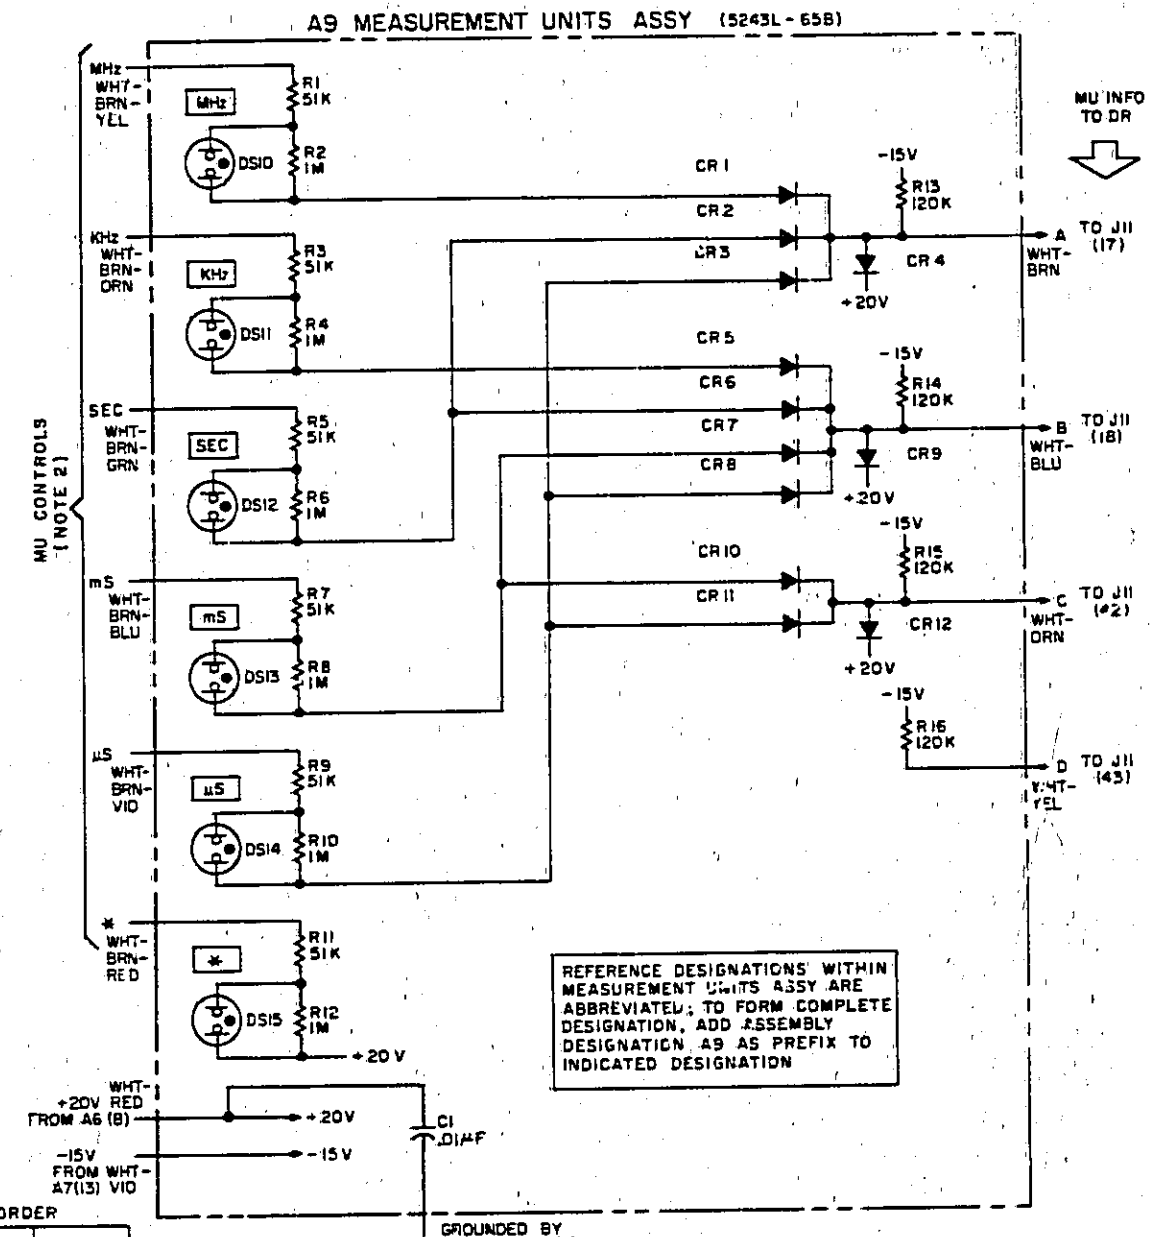 A9 MEASUREMENT UNITS ASSY (5243L-65B)
MU CONTROLS
(NOTE 2)
MHz
WHT-
BRN-
YEL
MHz
R1
51K
R2
1M
DS10
KHz
WHT-
BRN-
ORN
KHz
R3
51K
R4
1M
DS11
SEC
WHT-
BRN-
GRN
SEC
R5
51K
R6
1M
DS12
mS
WHT-
BRN-
BLU
mS
R7
51K
R8
1M
DS13
µS
WHT-
BRN-
VIO
µS
R9
51K
R10
1M
DS14
*
WHT-
BRN-
RED
*
R11
51K
R12
1M
DS15
+20V
CR1
CR2
CR3
-15V
R13
120K
CR4
+20V
MU INFO
TO DR
A
TO J11
(17)
WHT-
BRN
CR5
CR6
CR7
CR8
-15V
R14
120K
CR9
+20V
B
TO J11
(18)
WHT-
BLU
CR10
CR11
-15V
R15
120K
CR12
+20V
C
TO J11
(42)
WHT-
ORN
-15V
R16
120K
D
TO J11
(43)
WHT-
YEL
REFERENCE DESIGNATIONS WITHIN
MEASUREMENT UNITS ASSY ARE
ABBREVIATED; TO FORM COMPLETE
DESIGNATION, ADD ASSEMBLY
DESIGNATION A9 AS PREFIX TO
INDICATED DESIGNATION
WHT-
+20V RED
FROM A6 (8)
+20V
C1
.01µF
-15V
FROM WHT-
A7(13) VIO
-15V
ORDER
GROUNDED BY